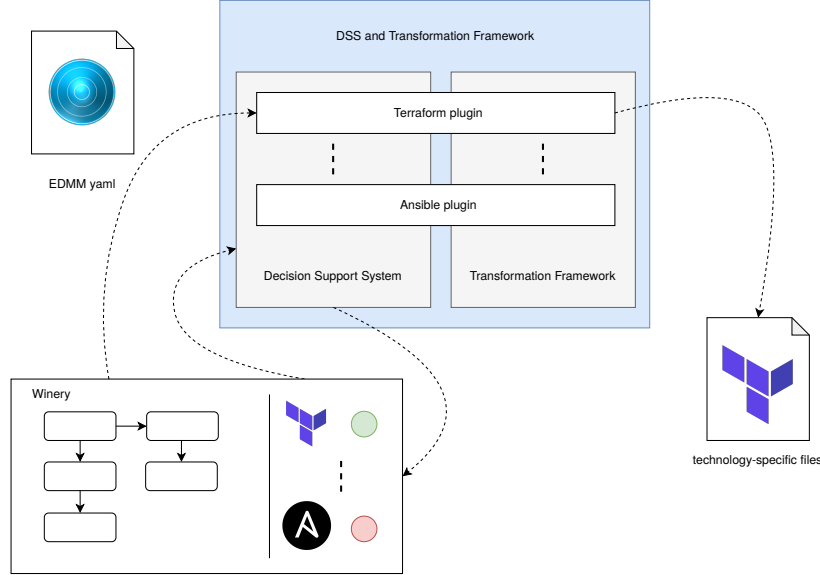 DSS and Transformation Framework
Terraform plugin
EDMM yaml
Ansible plugin
Decision Support System
Transformation Framework
Winery
technology-specific files